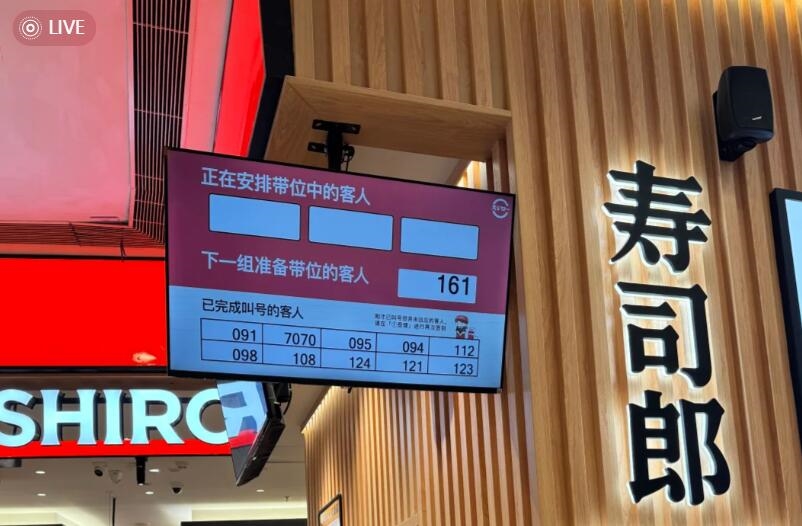 LIVE
正在安排带位中的客人
下一组准备带位的客人
161
已完成叫号的客人
091 7070 095 094 112
098 108 124 121 123
SHIRO
寿司郎